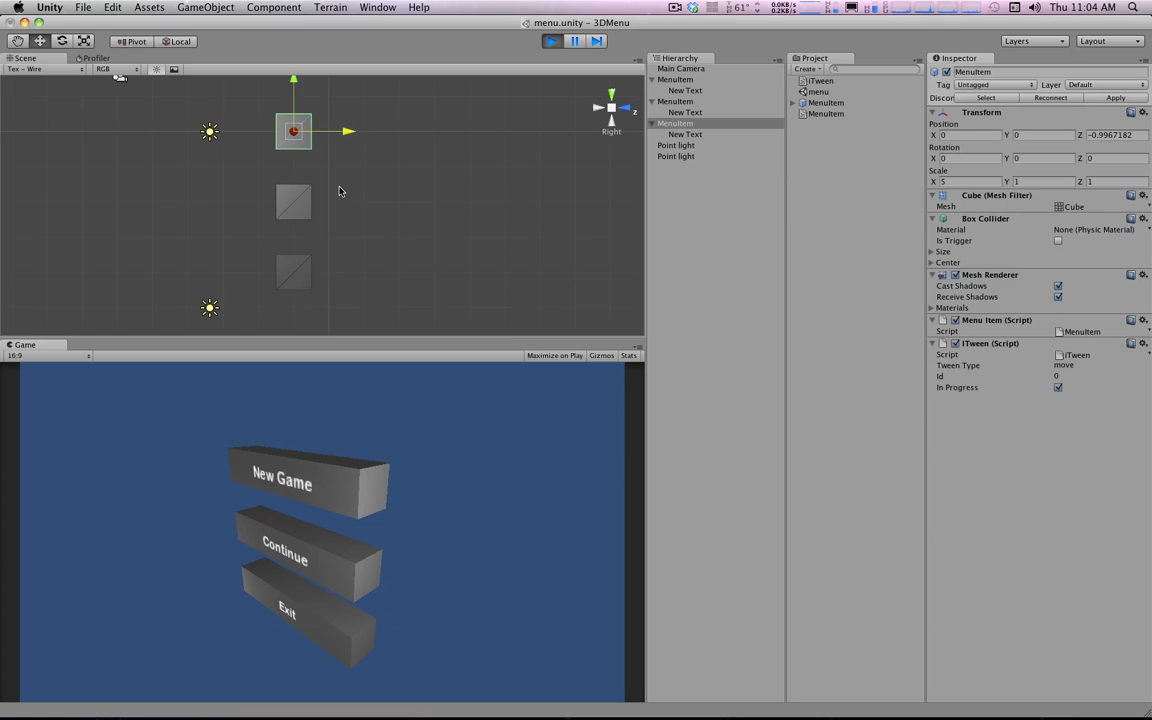 Unity File Edit Assets GameObject Component Terrain Window Help 61° 0.0KB/s 0.2KB/s Thu 11:04 AM
menu.unity – 3DMenu
Pivot Local Layers Layout
Scene Profiler
Tex – Wire RGB
z
Right
Game
16:9 Maximize on Play Gizmos Stats
New Game
Continue
Exit
Hierarchy
Main Camera
MenuItem
New Text
MenuItem
New Text
MenuItem
New Text
Point light
Point light
Project
Create
iTween
menu
MenuItem
MenuItem
Inspector
MenuItem
Tag Untagged Layer Default
Discon Select Reconnect Apply
Transform
Position
X 0 Y 0 Z -0.9967182
Rotation
X 0 Y 0 Z 0
Scale
X 5 Y 1 Z 1
Cube (Mesh Filter)
Mesh Cube
Box Collider
Material None (Physic Material)
Is Trigger
Size
Center
Mesh Renderer
Cast Shadows
Receive Shadows
Materials
Menu Item (Script)
Script MenuItem
ITween (Script)
Script iTween
Tween Type move
Id 0
In Progress